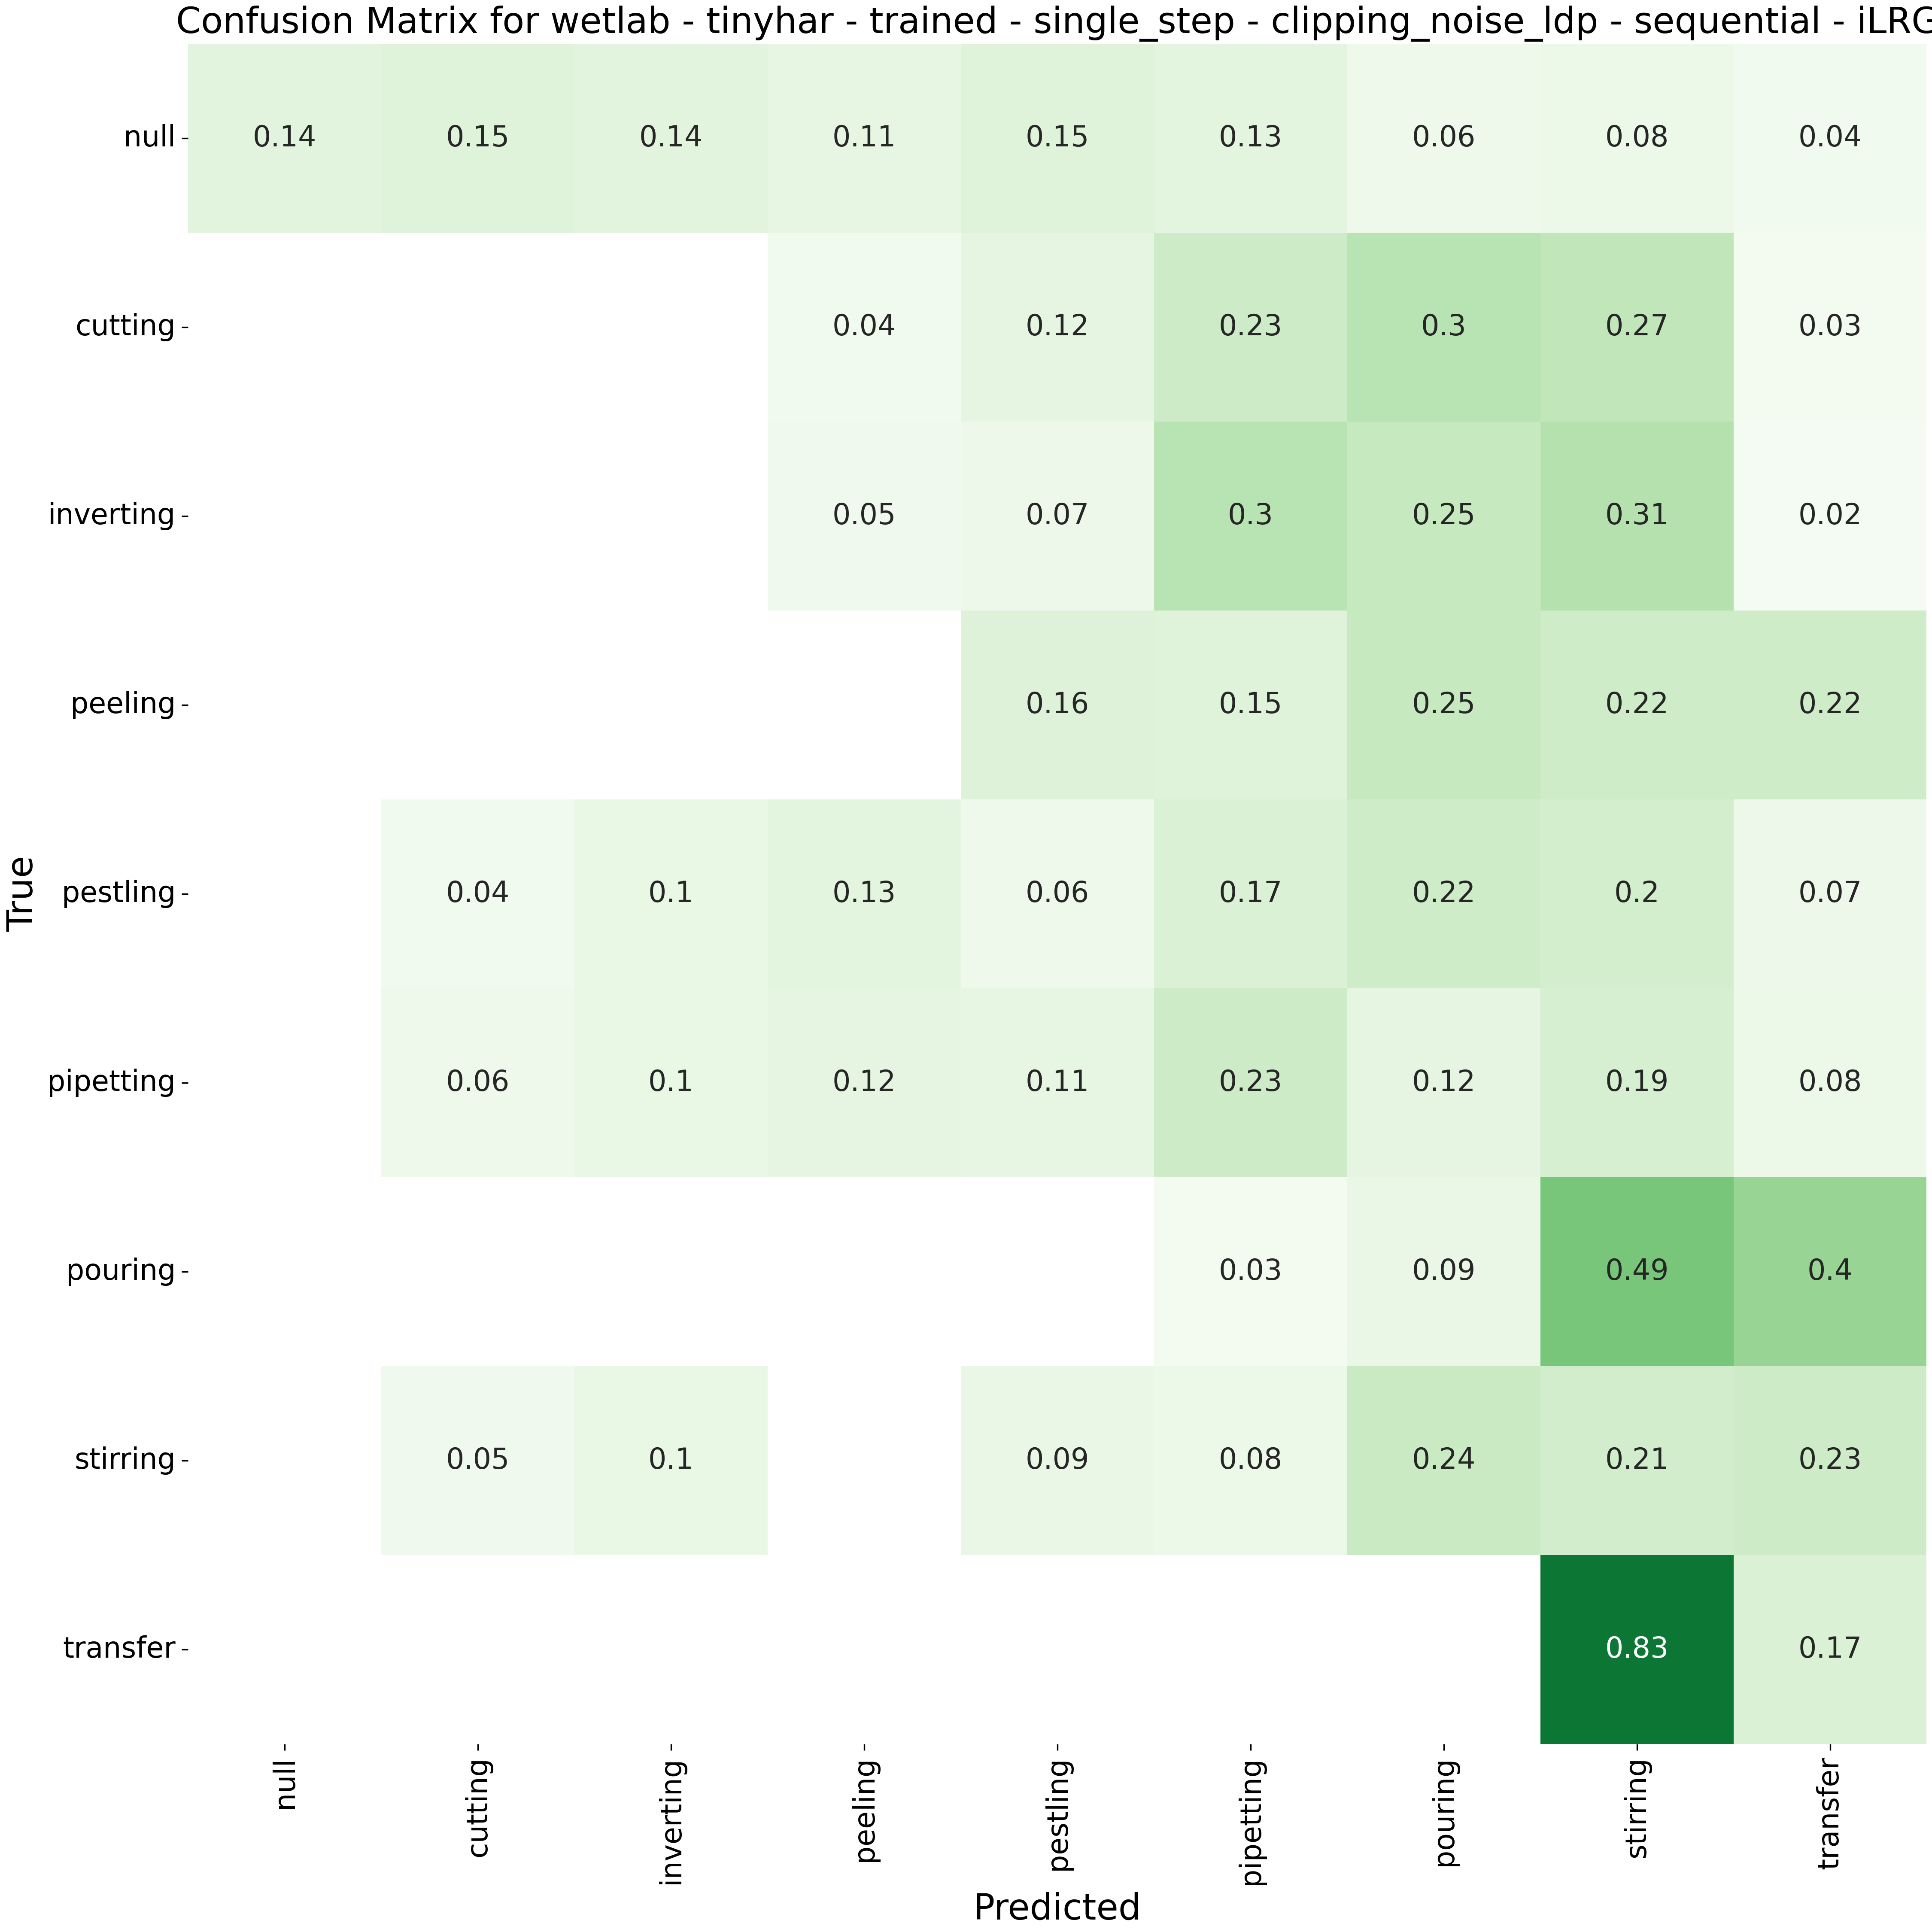 Confusion Matrix for wetlab - tinyhar - trained - single_step - clipping_noise_ldp - sequential - iLRG
null 0.14 0.15 0.14 0.11 0.15 0.13 0.06 0.08 0.04
cutting 0.04 0.12 0.23 0.3 0.27 0.03
inverting 0.05 0.07 0.3 0.25 0.31 0.02
peeling 0.16 0.15 0.25 0.22 0.22
pestling 0.04 0.1 0.13 0.06 0.17 0.22 0.2 0.07
pipetting 0.06 0.1 0.12 0.11 0.23 0.12 0.19 0.08
pouring 0.03 0.09 0.49 0.4
stirring 0.05 0.1 0.09 0.08 0.24 0.21 0.23
transfer 0.83 0.17
True
null cutting inverting peeling pestling pipetting pouring stirring transfer
Predicted